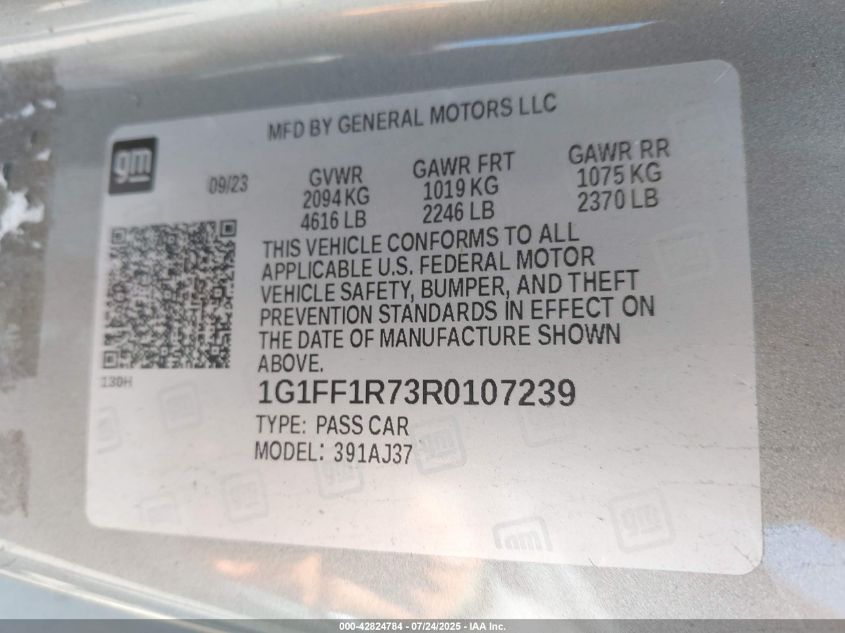 MFD BY GENERAL MOTORS LLC
gm
09/23
GVWR
2094 KG
4616 LB
GAWR FRT
1019 KG
2246 LB
GAWR RR
1075 KG
2370 LB
THIS VEHICLE CONFORMS TO ALL
APPLICABLE U.S. FEDERAL MOTOR
VEHICLE SAFETY, BUMPER, AND THEFT
PREVENTION STANDARDS IN EFFECT ON
THE DATE OF MANUFACTURE SHOWN
ABOVE.
130H
1G1FF1R73R0107239
TYPE: PASS CAR
MODEL: 391AJ37
gm
gm
000-42824784 - 07/24/2025 - IAA Inc.